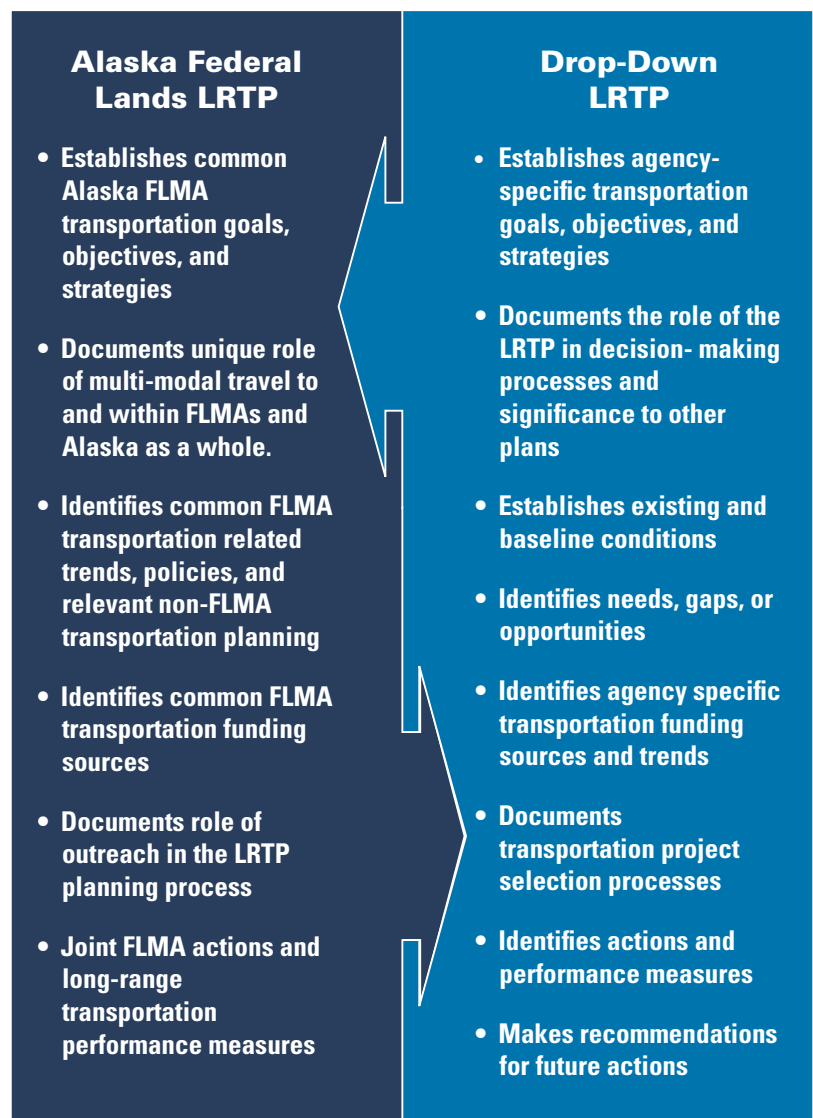 Alaska Federal
Lands LRTP
• Establishes common
Alaska FLMA
transportation goals,
objectives, and
strategies
• Documents unique role
of multi-modal travel to
and within FLMAs and
Alaska as a whole.
• Identifies common FLMA
transportation related
trends, policies, and
relevant non-FLMA
transportation planning
• Identifies common FLMA
transportation funding
sources
• Documents role of
outreach in the LRTP
planning process
• Joint FLMA actions and
long-range
transportation
performance measures
Drop-Down
LRTP
• Establishes agency-
specific transportation
goals, objectives, and
strategies
• Documents the role of the
LRTP in decision- making
processes and
significance to other
plans
• Establishes existing and
baseline conditions
• Identifies needs, gaps, or
opportunities
• Identifies agency specific
transportation funding
sources and trends
• Documents
transportation project
selection processes
• Identifies actions and
performance measures
• Makes recommendations
for future actions